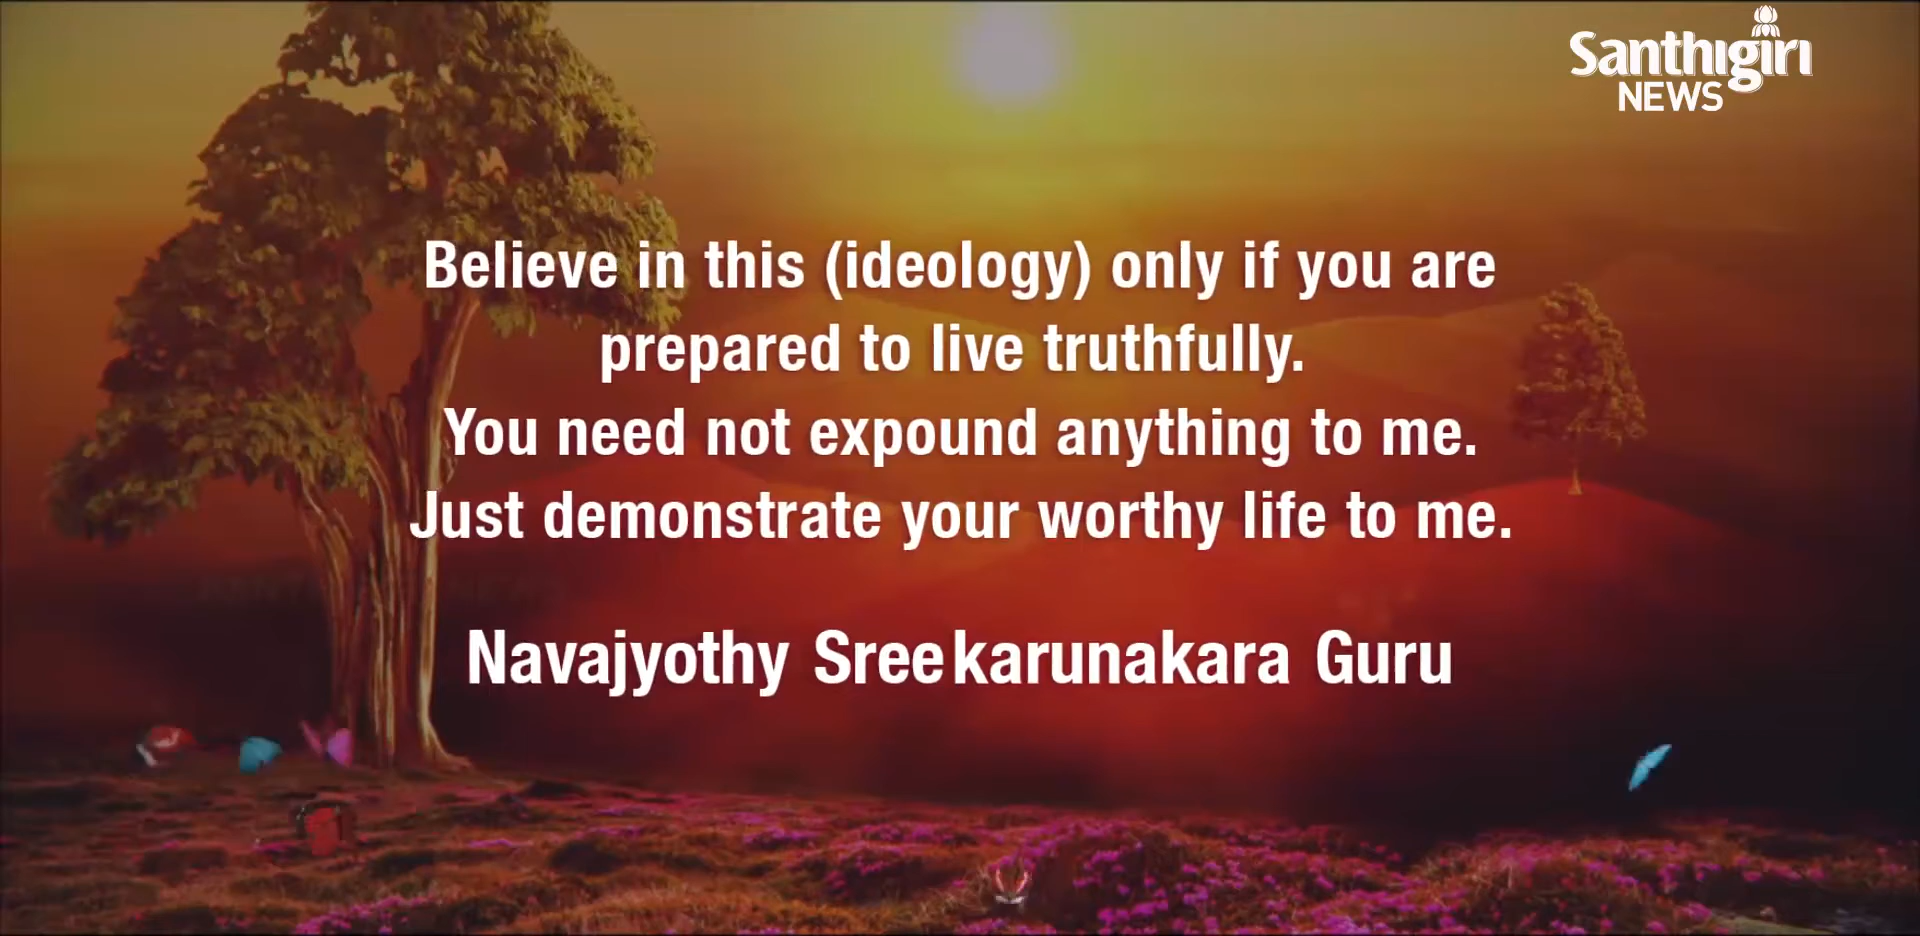 Santhigiri
NEWS
Believe in this (ideology) only if you are
prepared to live truthfully.
You need not expound anything to me.
Just demonstrate your worthy life to me.
Navajyothy Sreekarunakara Guru